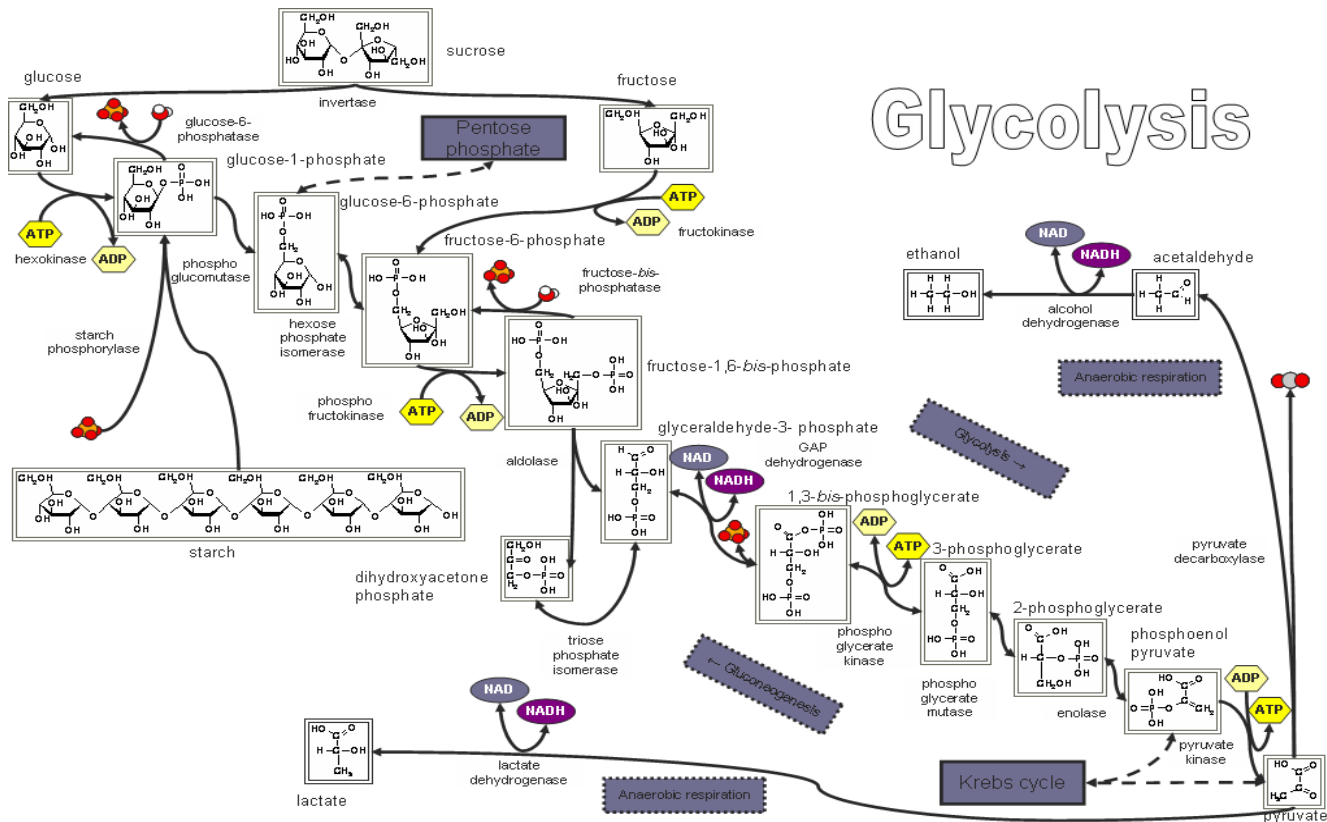 Glycolysis
sucrose
glucose
fructose
invertase
glucose-6-
phosphatase
Pentose
phosphate
glucose-1-phosphate
glucose-6-phosphate
ATP
ADP
hexokinase
phospho
glucomutase
ATP
ADP
fructokinase
fructose-6-phosphate
fructose-bis-
phosphatase
hexose
phosphate
isomerase
starch
phosphorylase
phospho
fructokinase
ATP
ADP
fructose-1,6-bis-phosphate
NAD
NADH
ethanol
acetaldehyde
alcohol
dehydrogenase
Anaerobic respiration
Glycolysis →
aldolase
glyceraldehyde-3- phosphate
NAD
NADH
GAP
dehydrogenase
1,3-bis-phosphoglycerate
ADP
ATP
3-phosphoglycerate
pyruvate
decarboxylase
starch
dihydroxyacetone
phosphate
triose
phosphate
isomerase
phospho
glycerate
kinase
2-phosphoglycerate
phosphoenol
pyruvate
← Gluconeogenesis
phospho
glycerate
mutase
enolase
ADP
ATP
pyruvate
kinase
NAD
NADH
lactate
dehydrogenase
lactate
Anaerobic respiration
Krebs cycle
pyruvate